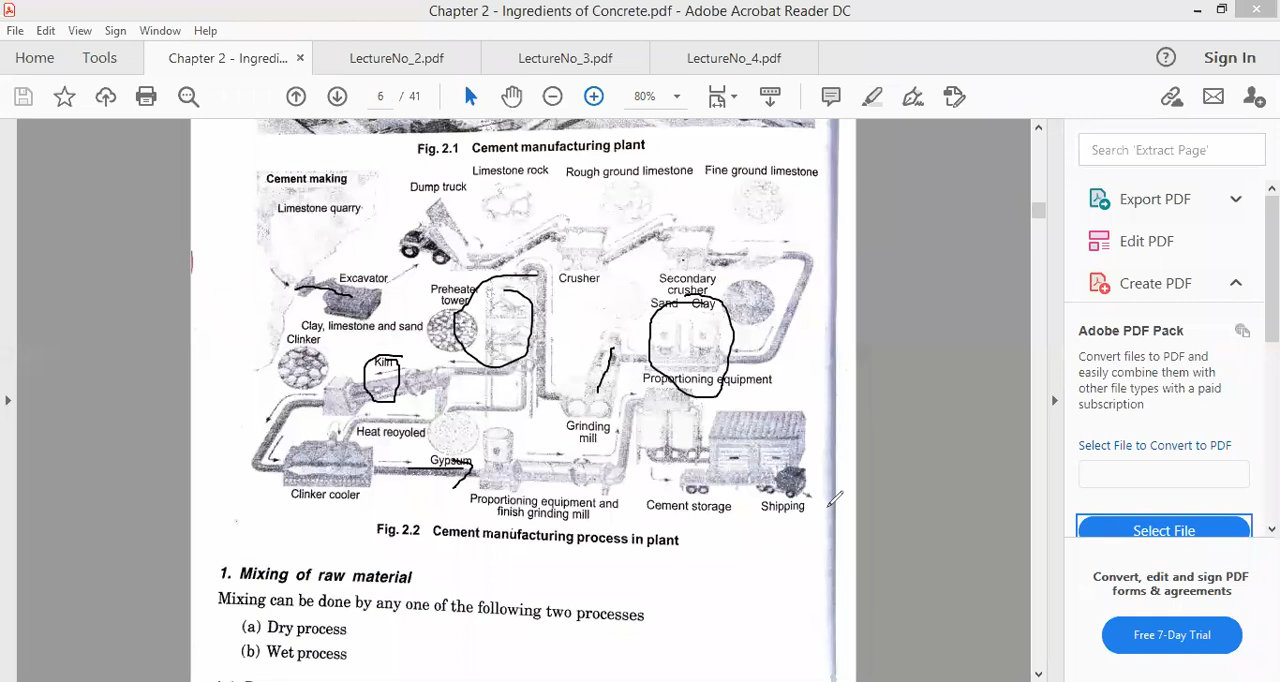 Chapter 2 - Ingredients of Concrete.pdf - Adobe Acrobat Reader DC
File Edit View Sign Window Help
Home Tools Chapter 2 - Ingredi... × LectureNo_2.pdf LectureNo_3.pdf LectureNo_4.pdf Sign In
6 / 41 80%
Fig. 2.1 Cement manufacturing plant
Cement making
Limestone quarry
Dump truck
Limestone rock
Rough ground limestone
Fine ground limestone
Excavator
Preheater
tower
Crusher
Secondary
crusher
Sand Clay
Clay, limestone and sand
Clinker
Kiln
Proportioning equipment
Heat recycled
Grinding
mill
Gypsum
Clinker cooler
Proportioning equipment and
finish grinding mill
Cement storage
Shipping
Fig. 2.2 Cement manufacturing process in plant
1. Mixing of raw material
Mixing can be done by any one of the following two processes
(a) Dry process
(b) Wet process
Search 'Extract Page'
Export PDF
Edit PDF
Create PDF
Adobe PDF Pack
Convert files to PDF and
easily combine them with
other file types with a paid
subscription
Select File to Convert to PDF
Select File
Convert, edit and sign PDF
forms & agreements
Free 7-Day Trial